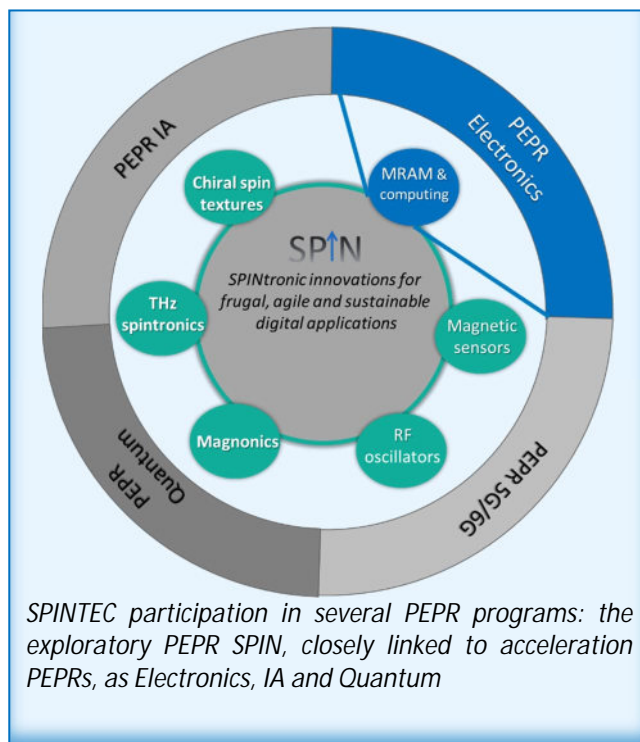 PEPR IA
PEPR
Electronics
Chiral spin
textures
MRAM &
computing
SPIN
SPINtronic innovations for
frugal, agile and sustainable
digital applications
THz
spintronics
Magnetic
sensors
Magnonics
RF
oscillators
PEPR
Quantum
PEPR 5G/6G
SPINTEC participation in several PEPR programs: the
exploratory PEPR SPIN, closely linked to acceleration
PEPRs, as Electronics, IA and Quantum